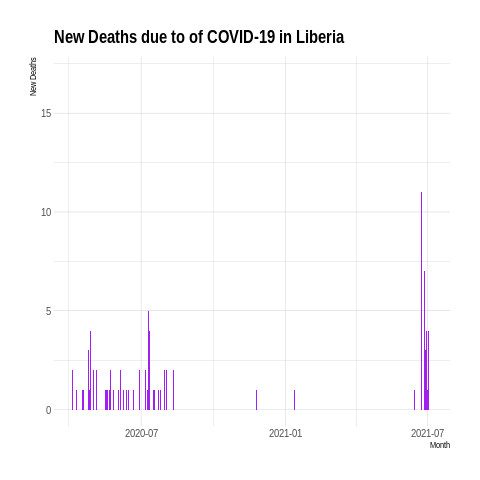 New Deaths due to of COVID-19 in Liberia
New Deaths
15
10
5
0
2020-07
2021-01
2021-07
Month